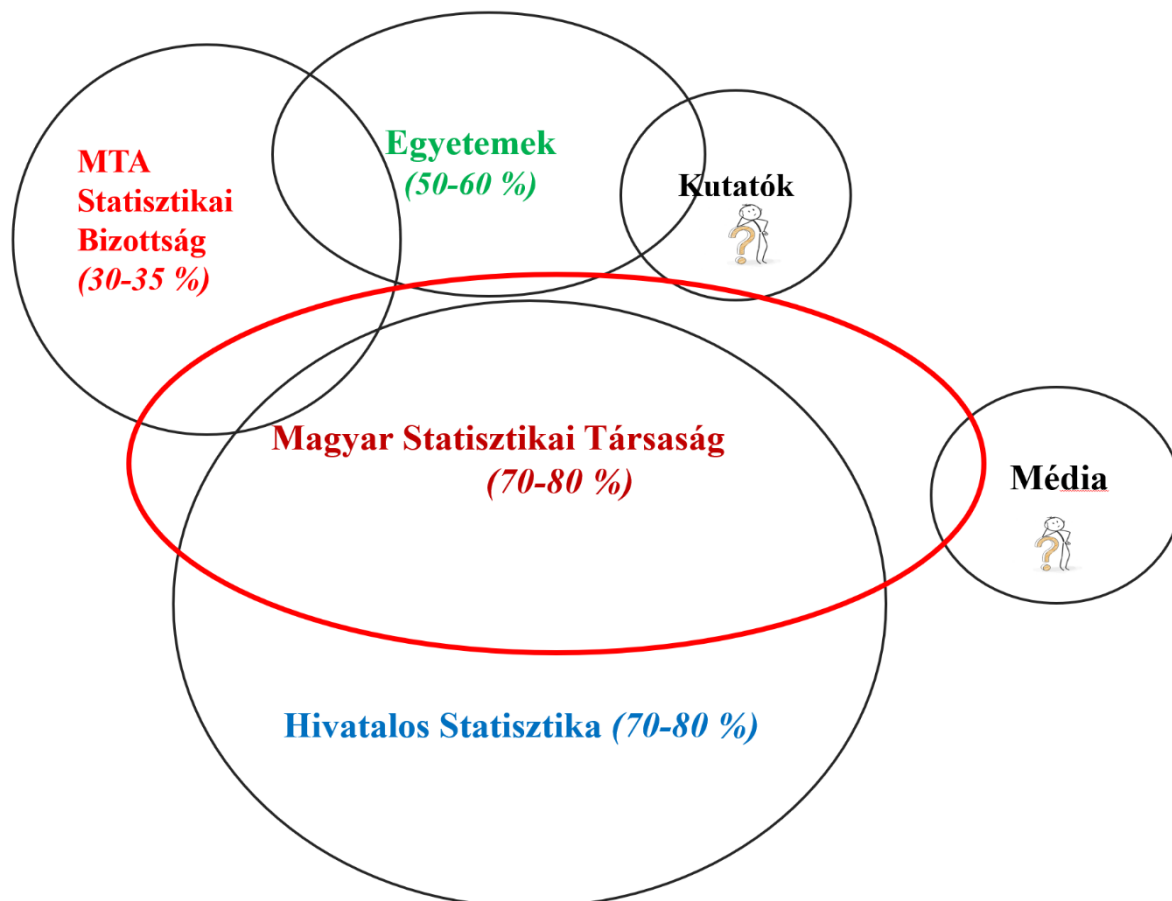 Egyetemek
(50-60 %)
MTA
Statisztikai
Bizottság
(30-35 %)
Kutatók
?
Magyar Statisztikai Társaság
(70-80 %)
Média
?
Hivatalos Statisztika (70-80 %)